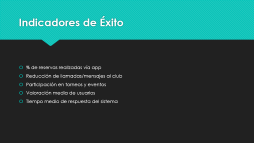 Indicadores de Éxito
% de reservas realizadas vía app
Reducción de llamadas/mensajes al club
Participación en torneos y eventos
Valoración media de usuarios
Tiempo medio de respuesta del sistema